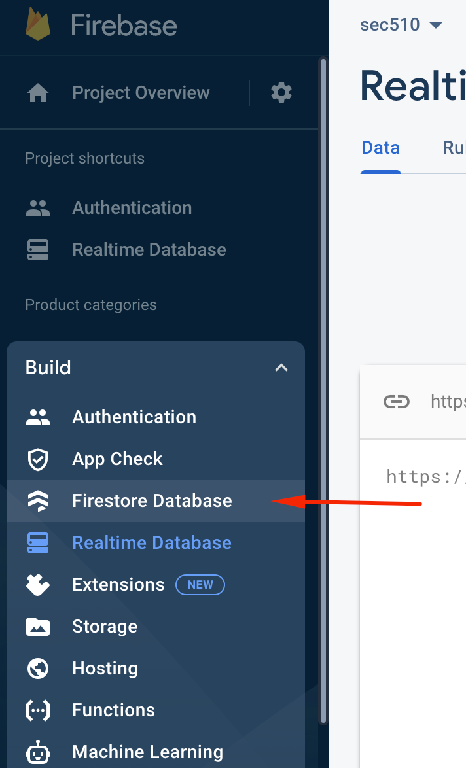 Firebase
Project Overview
Project shortcuts
Authentication
Realtime Database
Product categories
Build
Authentication
App Check
Firestore Database
Realtime Database
Extensions NEW
Storage
Hosting
Functions
Machine Learning
sec510
Realti
Data Ru
https
https:/